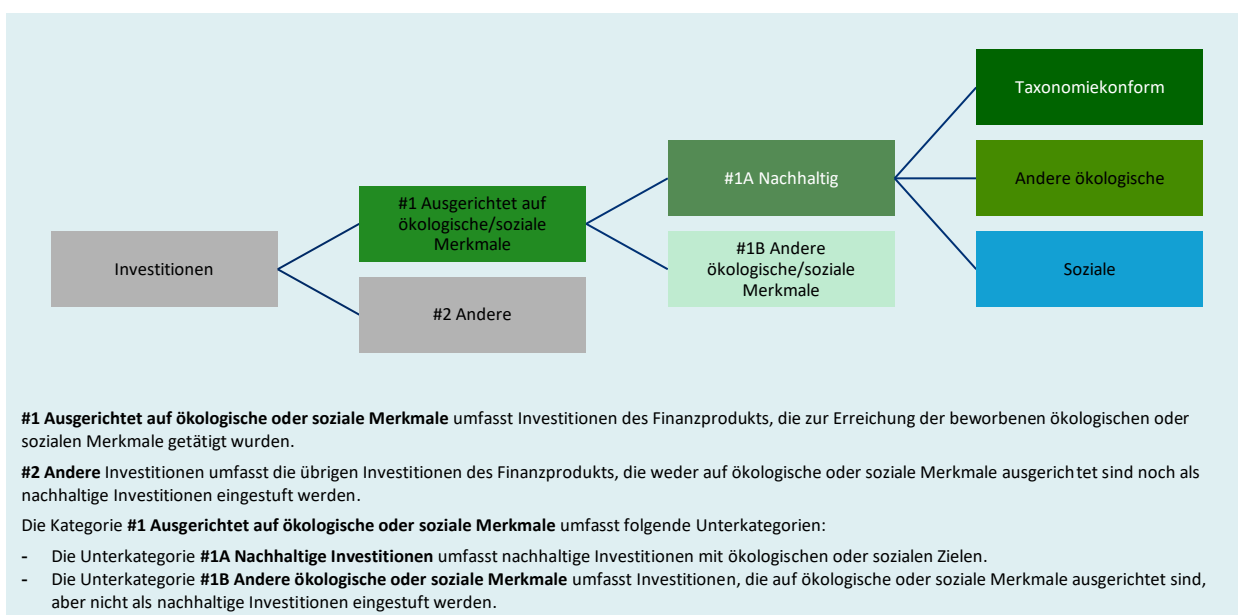 Taxonomiekonform
#1A Nachhaltig
Andere ökologische
#1 Ausgerichtet auf
ökologische/soziale
Merkmale
Investitionen
#1B Andere
ökologische/soziale
Merkmale
Soziale
#2 Andere
#1 Ausgerichtet auf ökologische oder soziale Merkmale umfasst Investitionen des Finanzprodukts, die zur Erreichung der beworbenen ökologischen oder
sozialen Merkmale getätigt wurden.
#2 Andere Investitionen umfasst die übrigen Investitionen des Finanzprodukts, die weder auf ökologische oder soziale Merkmale ausgerichtet sind noch als
nachhaltige Investitionen eingestuft werden.
Die Kategorie #1 Ausgerichtet auf ökologische oder soziale Merkmale umfasst folgende Unterkategorien:
- Die Unterkategorie #1A Nachhaltige Investitionen umfasst nachhaltige Investitionen mit ökologischen oder sozialen Zielen.
- Die Unterkategorie #1B Andere ökologische oder soziale Merkmale umfasst Investitionen, die auf ökologische oder soziale Merkmale ausgerichtet sind,
aber nicht als nachhaltige Investitionen eingestuft werden.